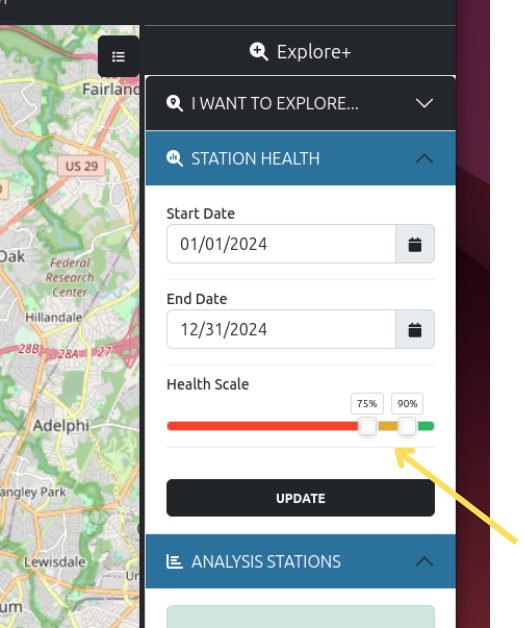 Explore+
Fairland
I WANT TO EXPLORE...
US 29
STATION HEALTH
Start Date
01/01/2024
Oak
Federal
Research
Center
End Date
Hillandale
12/31/2024
28B
28A
27
Health Scale
75%
90%
Adelphi
angley Park
UPDATE
Lewisdale
Ur
ANALYSIS STATIONS
um